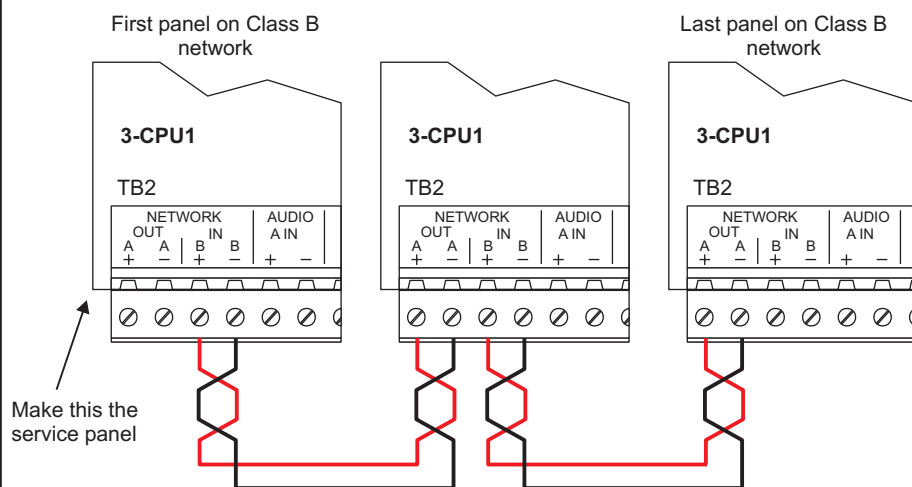 First panel on Class B
network
Last panel on Class B
network
3-CPU1
3-CPU1
3-CPU1
TB2
TB2
TB2
NETWORK AUDIO
OUT IN A IN
A A B B
+ − + − + −
NETWORK AUDIO
OUT IN A IN
A A B B
+ − + − + −
NETWORK AUDIO
OUT IN A IN
A A B B
+ − + − + −
Make this the
service panel